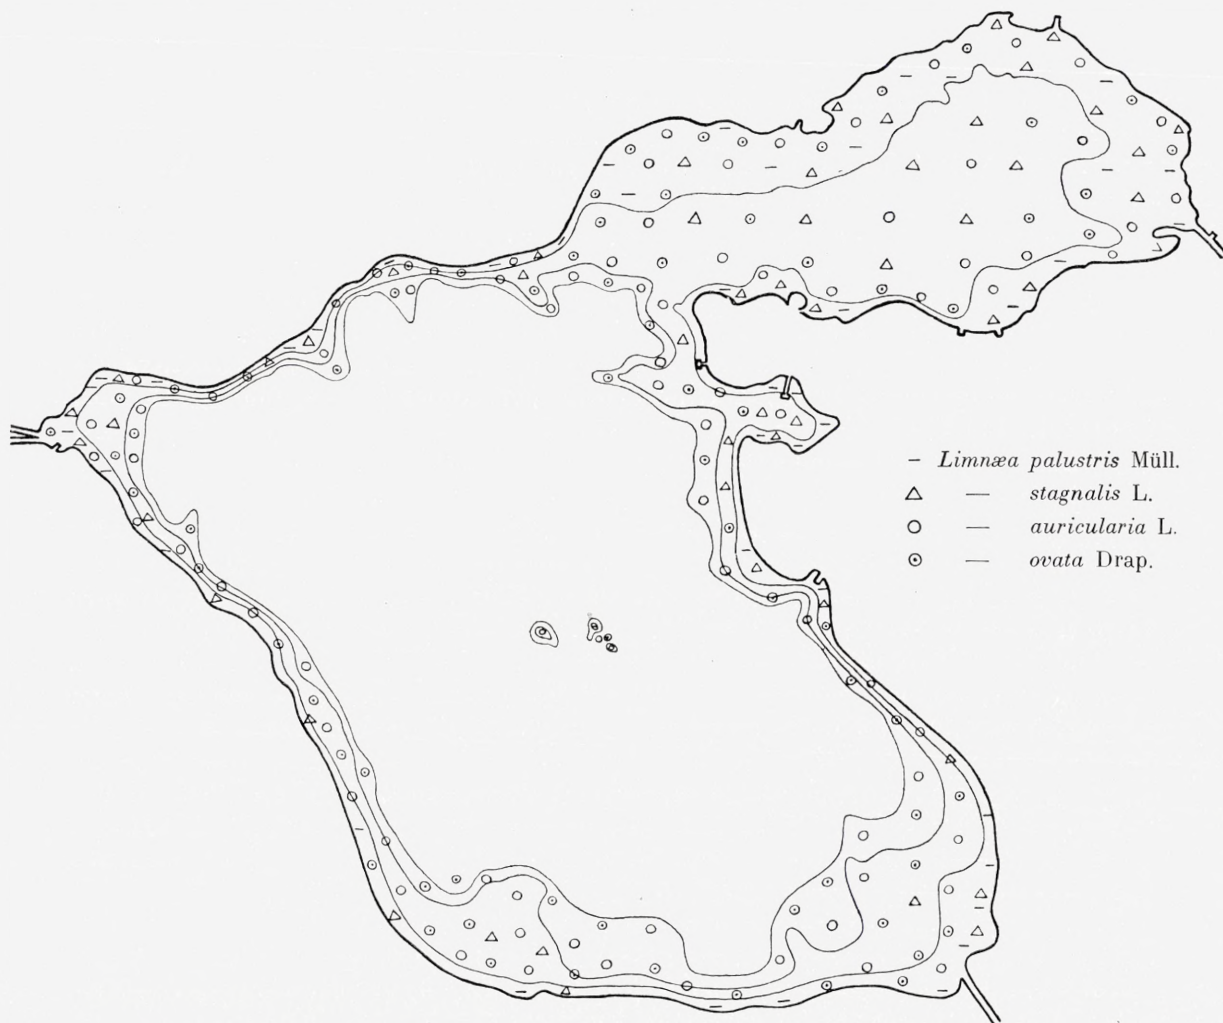 – Limnæa palustris Müll.
△ — stagnalis L.
○ — auricularia L.
⊙ — ovata Drap.